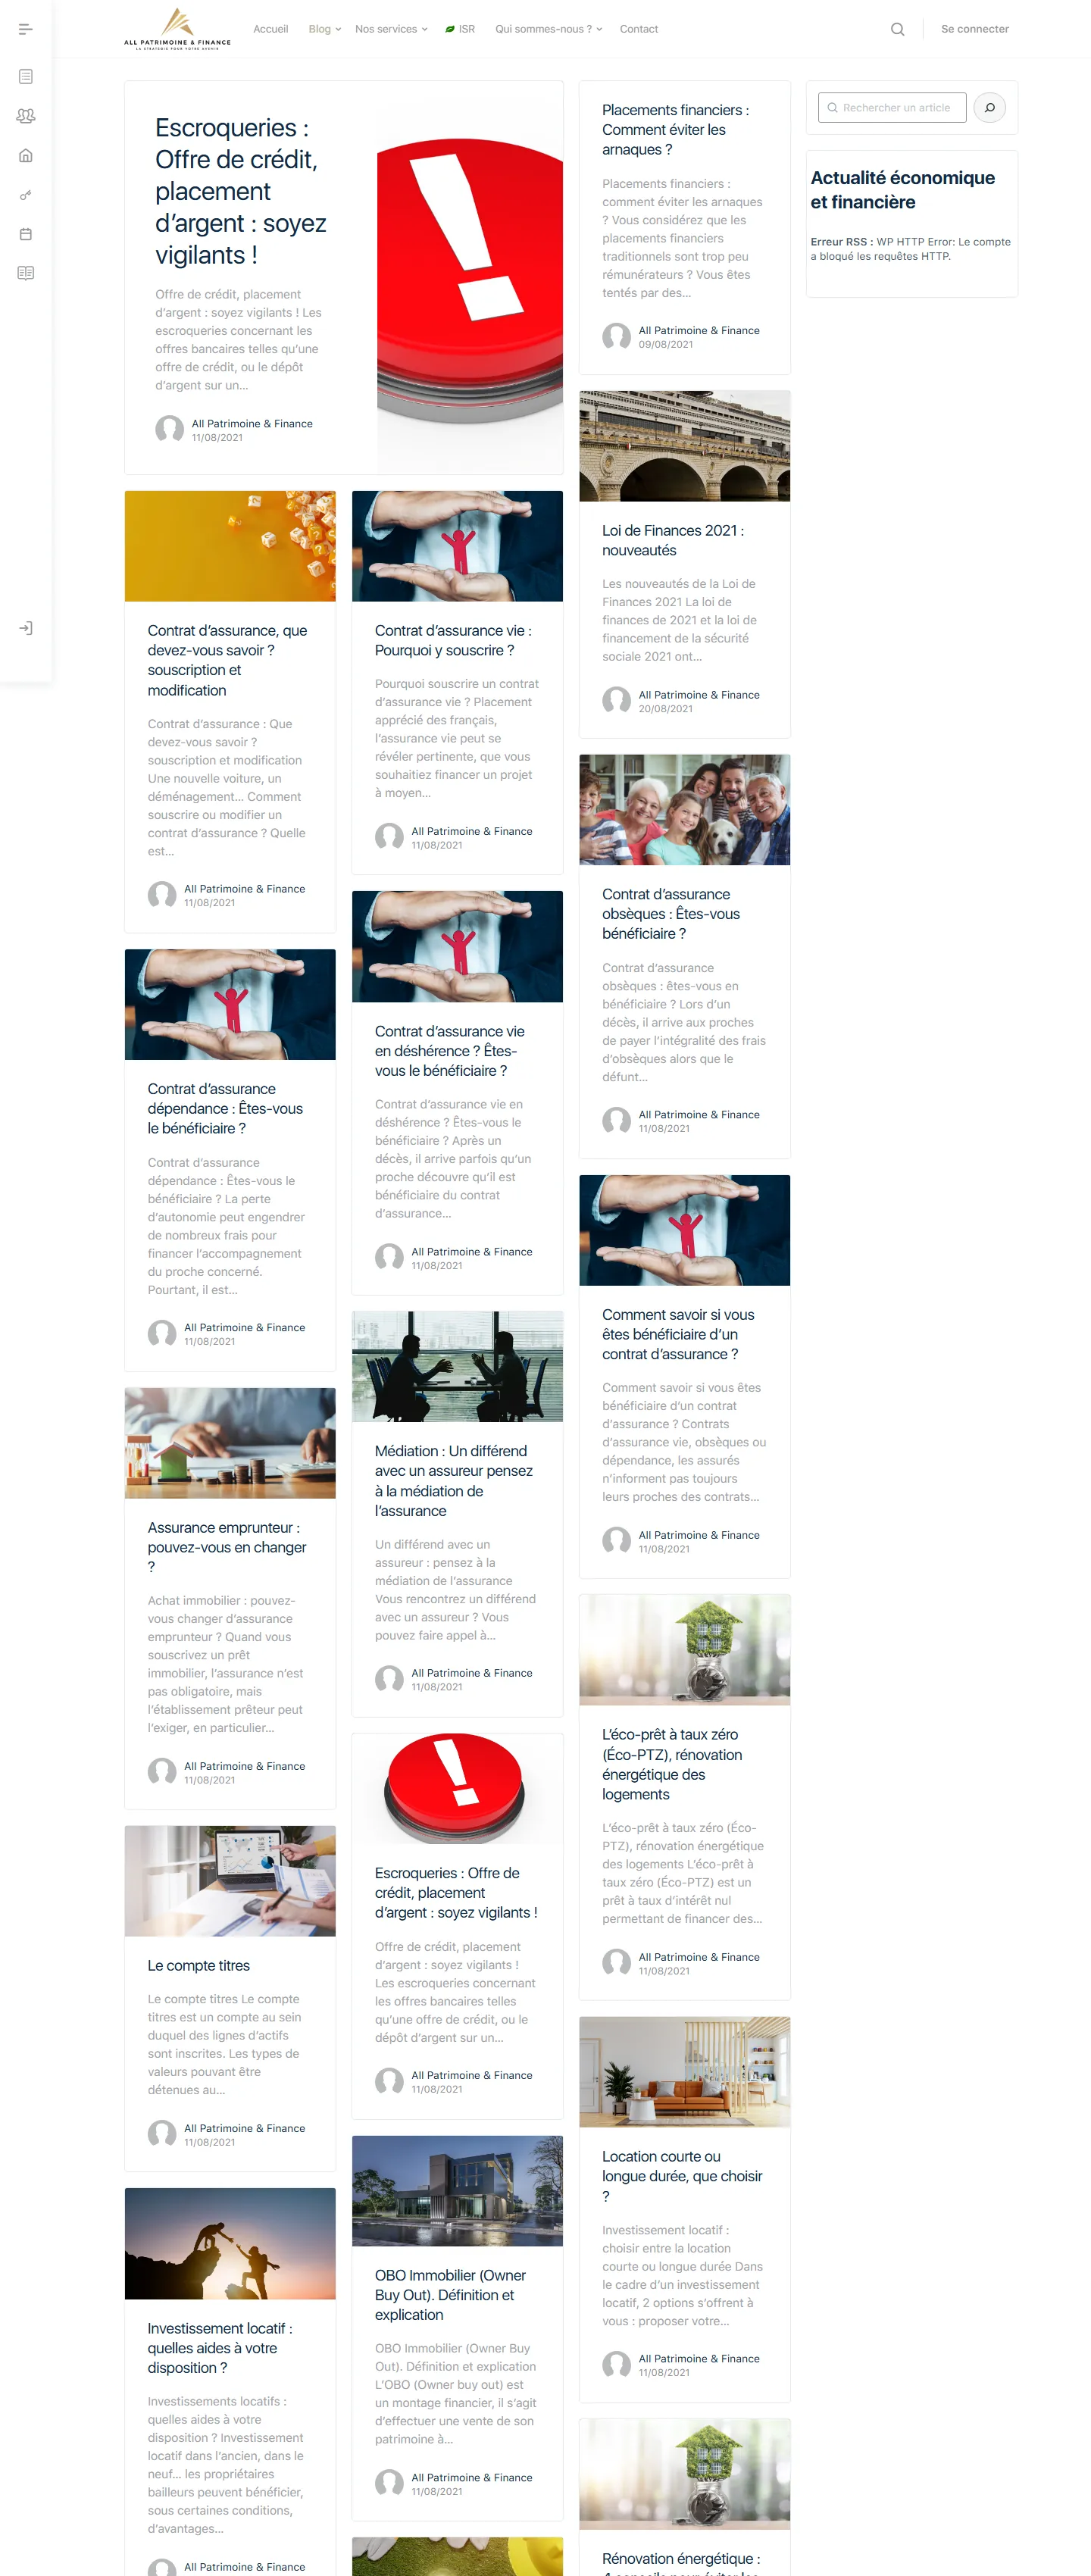 ALL PATRIMOINE & FINANCE
LA STRATÉGIE POUR VOTRE AVENIR
Accueil
Blog
Nos services
ISR
Qui sommes-nous ?
Contact
Se connecter
Escroqueries :
Offre de crédit,
placement
d’argent : soyez
vigilants !
Offre de crédit, placement
d’argent : soyez vigilants ! Les
escroqueries concernant les
offres bancaires telles qu’une
offre de crédit, ou le dépôt
d’argent sur un...
All Patrimoine & Finance
11/08/2021
Placements financiers :
Comment éviter les
arnaques ?
Placements financiers :
comment éviter les arnaques
? Vous considérez que les
placements financiers
traditionnels sont trop peu
rémunérateurs ? Vous êtes
tentés par des...
All Patrimoine & Finance
09/08/2021
Rechercher un article
Actualité économique
et financière
Erreur RSS : WP HTTP Error: Le compte
a bloqué les requêtes HTTP.
Contrat d’assurance, que
devez-vous savoir ?
souscription et
modification
Contrat d’assurance : Que
devez-vous savoir ?
souscription et modification
Une nouvelle voiture, un
déménagement... Comment
souscrire ou modifier un
contrat d’assurance ? Quelle
est...
All Patrimoine & Finance
11/08/2021
Contrat d’assurance vie :
Pourquoi y souscrire ?
Pourquoi souscrire un contrat
d’assurance vie ? Placement
apprécié des français,
l’assurance vie peut se
révéler pertinente, que vous
souhaitiez financer un projet
à moyen...
All Patrimoine & Finance
11/08/2021
Loi de Finances 2021 :
nouveautés
Les nouveautés de la Loi de
Finances 2021 La loi de
finances de 2021 et la loi de
financement de la sécurité
sociale 2021 ont...
All Patrimoine & Finance
20/08/2021
Contrat d’assurance
obsèques : Êtes-vous
bénéficiaire ?
Contrat d’assurance
obsèques : êtes-vous en
bénéficiaire ? Lors d’un
décès, il arrive aux proches
de payer l’intégralité des frais
d’obsèques alors que le
défunt...
All Patrimoine & Finance
11/08/2021
Contrat d’assurance
dépendance : Êtes-vous
le bénéficiaire ?
Contrat d’assurance
dépendance : Êtes-vous le
bénéficiaire ? La perte
d’autonomie peut engendrer
de nombreux frais pour
financer l’accompagnement
du proche concerné.
Pourtant, il est...
All Patrimoine & Finance
11/08/2021
Contrat d’assurance vie
en déshérence ? Êtes-
vous le bénéficiaire ?
Contrat d’assurance vie en
déshérence ? Êtes-vous le
bénéficiaire ? Après un
décès, il arrive parfois qu’un
proche découvre qu’il est
bénéficiaire du contrat
d’assurance...
All Patrimoine & Finance
11/08/2021
Comment savoir si vous
êtes bénéficiaire d’un
contrat d’assurance ?
Comment savoir si vous êtes
bénéficiaire d’un contrat
d’assurance ? Contrats
d’assurance vie, obsèques ou
dépendance, les assurés
n’informent pas toujours
leurs proches des contrats...
All Patrimoine & Finance
11/08/2021
Assurance emprunteur :
pouvez-vous en changer
?
Achat immobilier : pouvez-
vous changer d’assurance
emprunteur ? Quand vous
souscrivez un prêt
immobilier, l’assurance n’est
pas obligatoire, mais
l’établissement prêteur peut
l’exiger, en particulier...
All Patrimoine & Finance
11/08/2021
Médiation : Un différend
avec un assureur pensez
à la médiation de
l’assurance
Un différend avec un
assureur : pensez à la
médiation de l’assurance
Vous rencontrez un différend
avec un assureur ? Vous
pouvez faire appel à...
All Patrimoine & Finance
11/08/2021
L’éco-prêt à taux zéro
(Éco-PTZ), rénovation
énergétique des
logements
L’éco-prêt à taux zéro (Éco-
PTZ), rénovation énergétique
des logements L’éco-prêt à
taux zéro (Éco-PTZ) est un
prêt à taux d’intérêt nul
permettant de financer des...
All Patrimoine & Finance
11/08/2021
Le compte titres
Le compte titres Le compte
titres est un compte au sein
duquel des lignes d’actifs
sont inscrites. Les types de
valeurs pouvant être
détenues au...
All Patrimoine & Finance
11/08/2021
Escroqueries : Offre de
crédit, placement
d’argent : soyez vigilants !
Offre de crédit, placement
d’argent : soyez vigilants !
Les escroqueries concernant
les offres bancaires telles
qu’une offre de crédit, ou le
dépôt d’argent sur un...
All Patrimoine & Finance
11/08/2021
Location courte ou
longue durée, que choisir
?
Investissement locatif :
choisir entre la location
courte ou longue durée Dans
le cadre d’un investissement
locatif, 2 options s’offrent à
vous : proposer votre...
All Patrimoine & Finance
11/08/2021
Investissement locatif :
quelles aides à votre
disposition ?
Investissements locatifs :
quelles aides à votre
disposition ? Investissement
locatif dans l’ancien, dans le
neuf... les propriétaires
bailleurs peuvent bénéficier,
sous certaines conditions,
d’avantages...
All Patrimoine & Finance
OBO Immobilier (Owner
Buy Out). Définition et
explication
OBO Immobilier (Owner Buy
Out). Définition et explication
L’OBO (Owner buy out) est
un montage financier, il s’agit
d’effectuer une vente de son
patrimoine à...
All Patrimoine & Finance
11/08/2021
Rénovation énergétique :